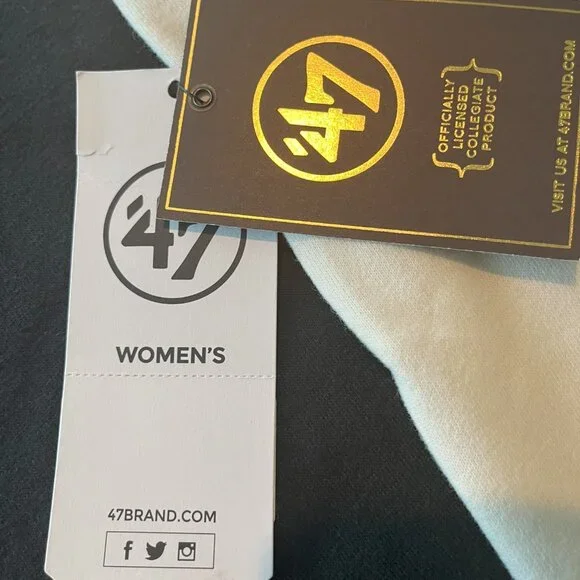 '47
{OFFICIALLY
LICENSED
COLLEGIATE
PRODUCT}
VISIT US AT 47BRAND.COM
'47
WOMEN'S
47BRAND.COM
f